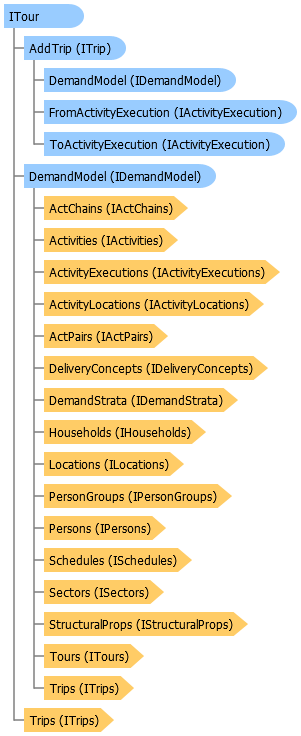 ITour
AddTrip (ITrip)
DemandModel (IDemandModel)
FromActivityExecution (IActivityExecution)
ToActivityExecution (IActivityExecution)
DemandModel (IDemandModel)
ActChains (IActChains)
Activities (IActivities)
ActivityExecutions (IActivityExecutions)
ActivityLocations (IActivityLocations)
ActPairs (IActPairs)
DeliveryConcepts (IDeliveryConcepts)
DemandStrata (IDemandStrata)
Households (IHouseholds)
Locations (ILocations)
PersonGroups (IPersonGroups)
Persons (IPersons)
Schedules (ISchedules)
Sectors (ISectors)
StructuralProps (IStructuralProps)
Tours (ITours)
Trips (ITrips)
Trips (ITrips)